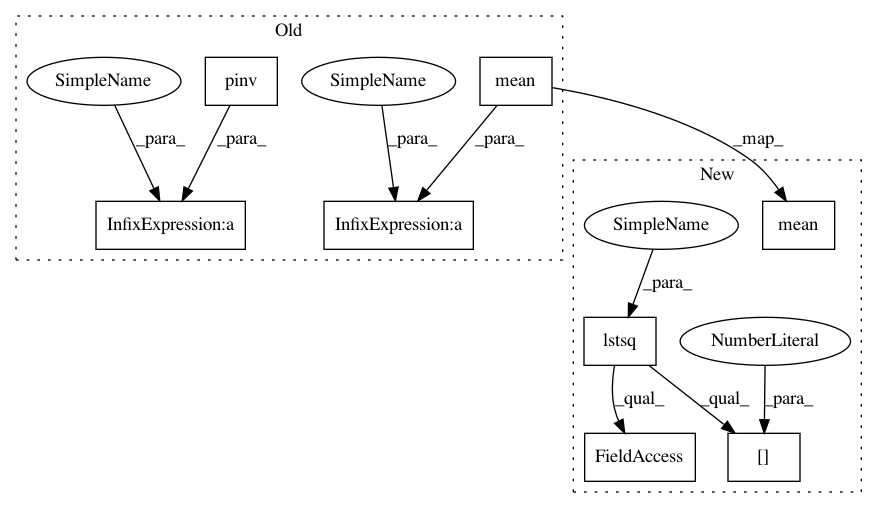 Old
SimpleName
pinv
SimpleName
mean
_para_
_para_
_para_
_para_
_map_
InfixExpression:a
InfixExpression:a
New
SimpleName
mean
_para_
lstsq
NumberLiteral
_qual_
_qual_
_para_
FieldAccess
[]